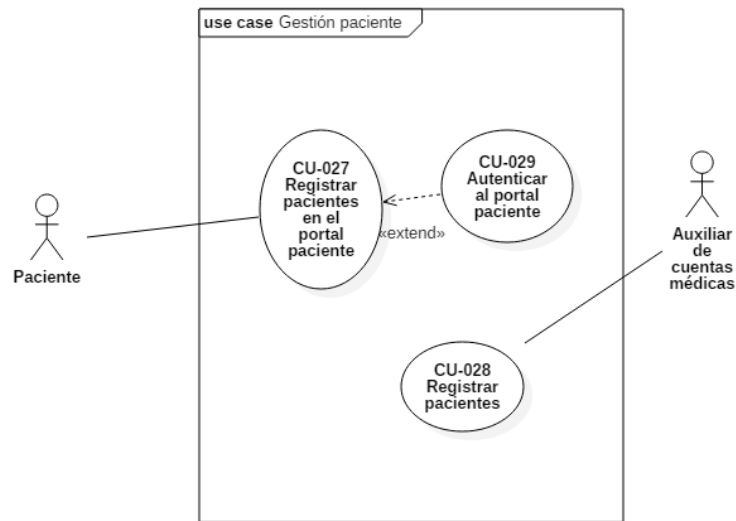 use case Gestión paciente
CU-027
Registrar
pacientes
en el
portal
paciente
CU-029
Autenticar
al portal
paciente
«extend»
Paciente
Auxiliar
de
cuentas
médicas
CU-028
Registrar
pacientes